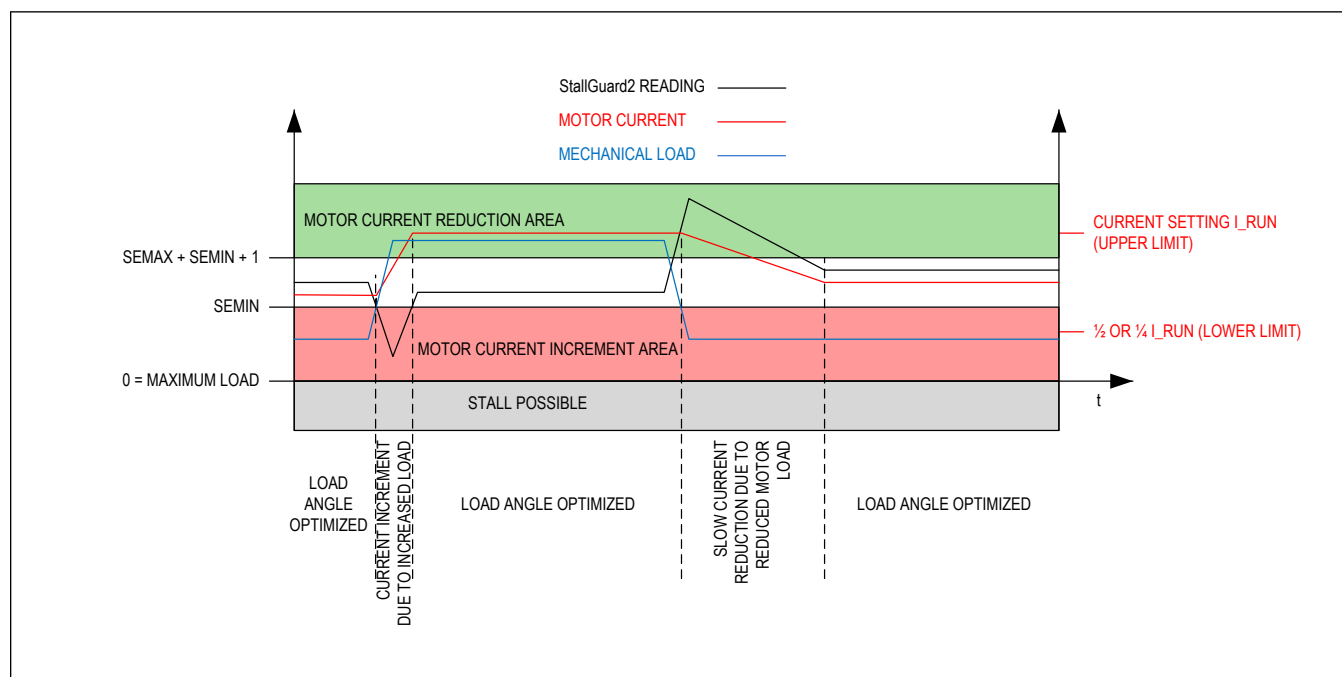 StallGuard2 READING
MOTOR CURRENT
MECHANICAL LOAD
MOTOR CURRENT REDUCTION AREA
CURRENT SETTING I_RUN
(UPPER LIMIT)
SEMAX + SEMIN + 1
SEMIN
½ OR ¼ I_RUN (LOWER LIMIT)
MOTOR CURRENT INCREMENT AREA
0 = MAXIMUM LOAD
t
STALL POSSIBLE
LOAD
ANGLE
OPTIMIZED
CURRENT INCREMENT
DUE TO INCREASED LOAD
LOAD ANGLE OPTIMIZED
SLOW CURRENT
REDUCTION DUE TO
REDUCED MOTOR
LOAD
LOAD ANGLE OPTIMIZED